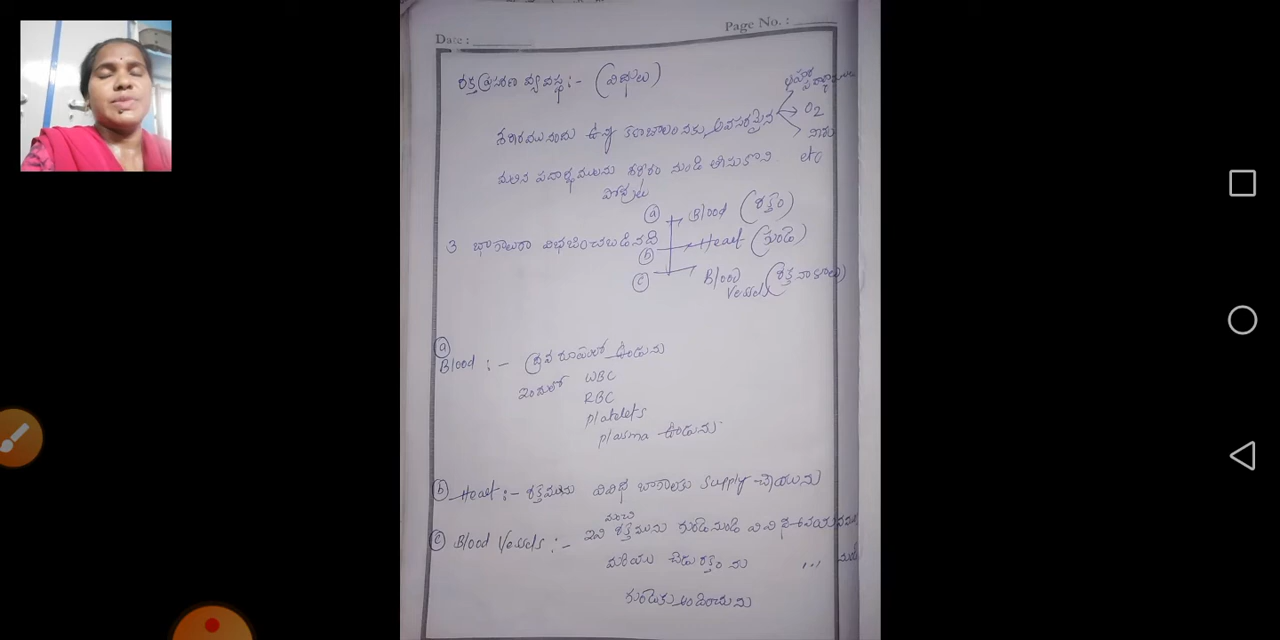 Date : ________ Page No. : ______
రక్తప్రసరణ వ్యవస్థ :- (విధులు)
శరీరమునందు ఉన్న కణజాలంనకు, అవసరమైన
O2
నీరు
etc
మలిన పదార్థములను శరీరం నుండి తీసుకొని
3 భాగాలుగా విభజించబడినది
(a) Blood (రక్తం)
(b) Heart (గుండె)
(c) Blood Vessels (రక్త నాళాలు)
(a)
Blood :- ద్రవ రూపంలో ఉండును
ఇందులో WBC
RBC
platelets
plasma ఉండును
(b) Heart :- రక్తమును వివిధ భాగాలకు supply చేయును
మంచి
(c) Blood Vessels :- ఇవి రక్తమును గుండె నుండి వివిధ
మరియు చెడు రక్తం ను ...
గుండెకు అందించును